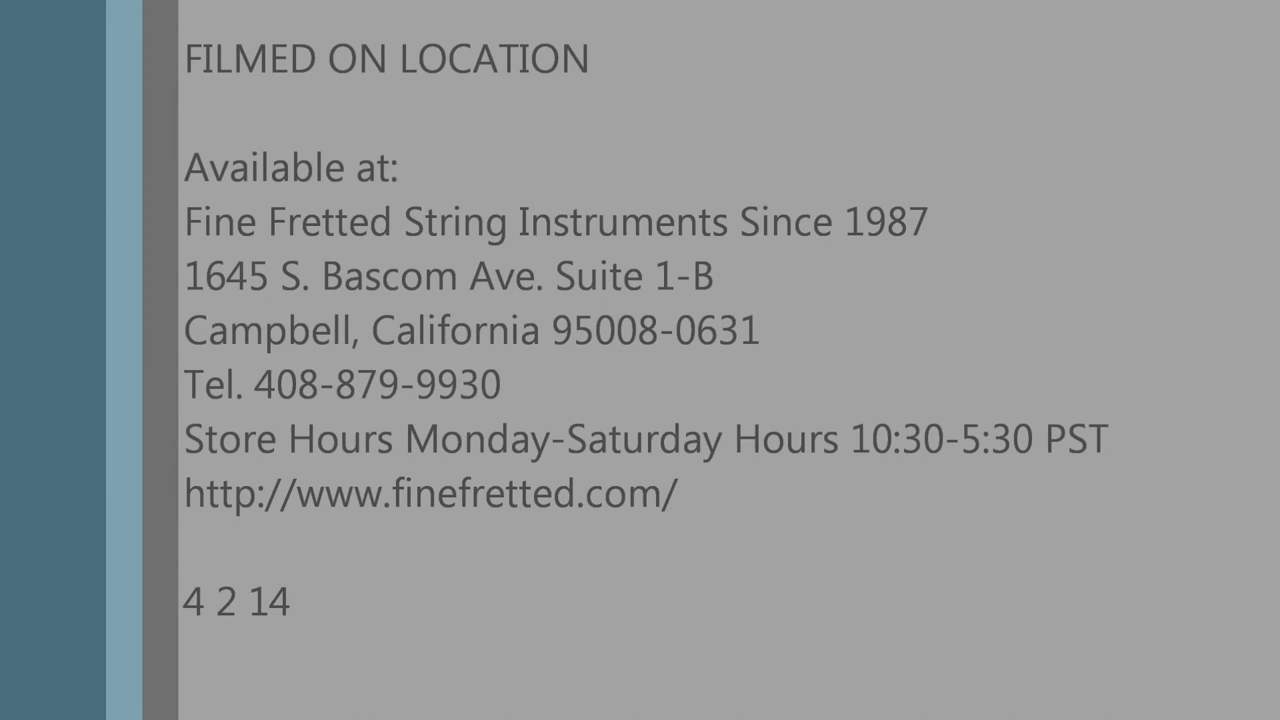 FILMED ON LOCATION
Available at:
Fine Fretted String Instruments Since 1987
1645 S. Bascom Ave. Suite 1-B
Campbell, California 95008-0631
Tel. 408-879-9930
Store Hours Monday-Saturday Hours 10:30-5:30 PST
http://www.finefretted.com/
4 2 14